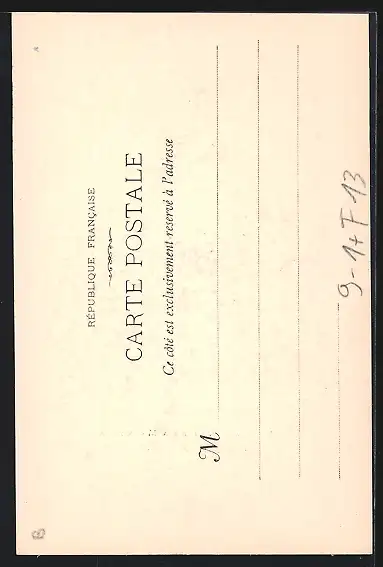 RÉPUBLIQUE FRANÇAISE
CARTE POSTALE
Ce côté est exclusivement reservé à l'adresse
M
9-17F13